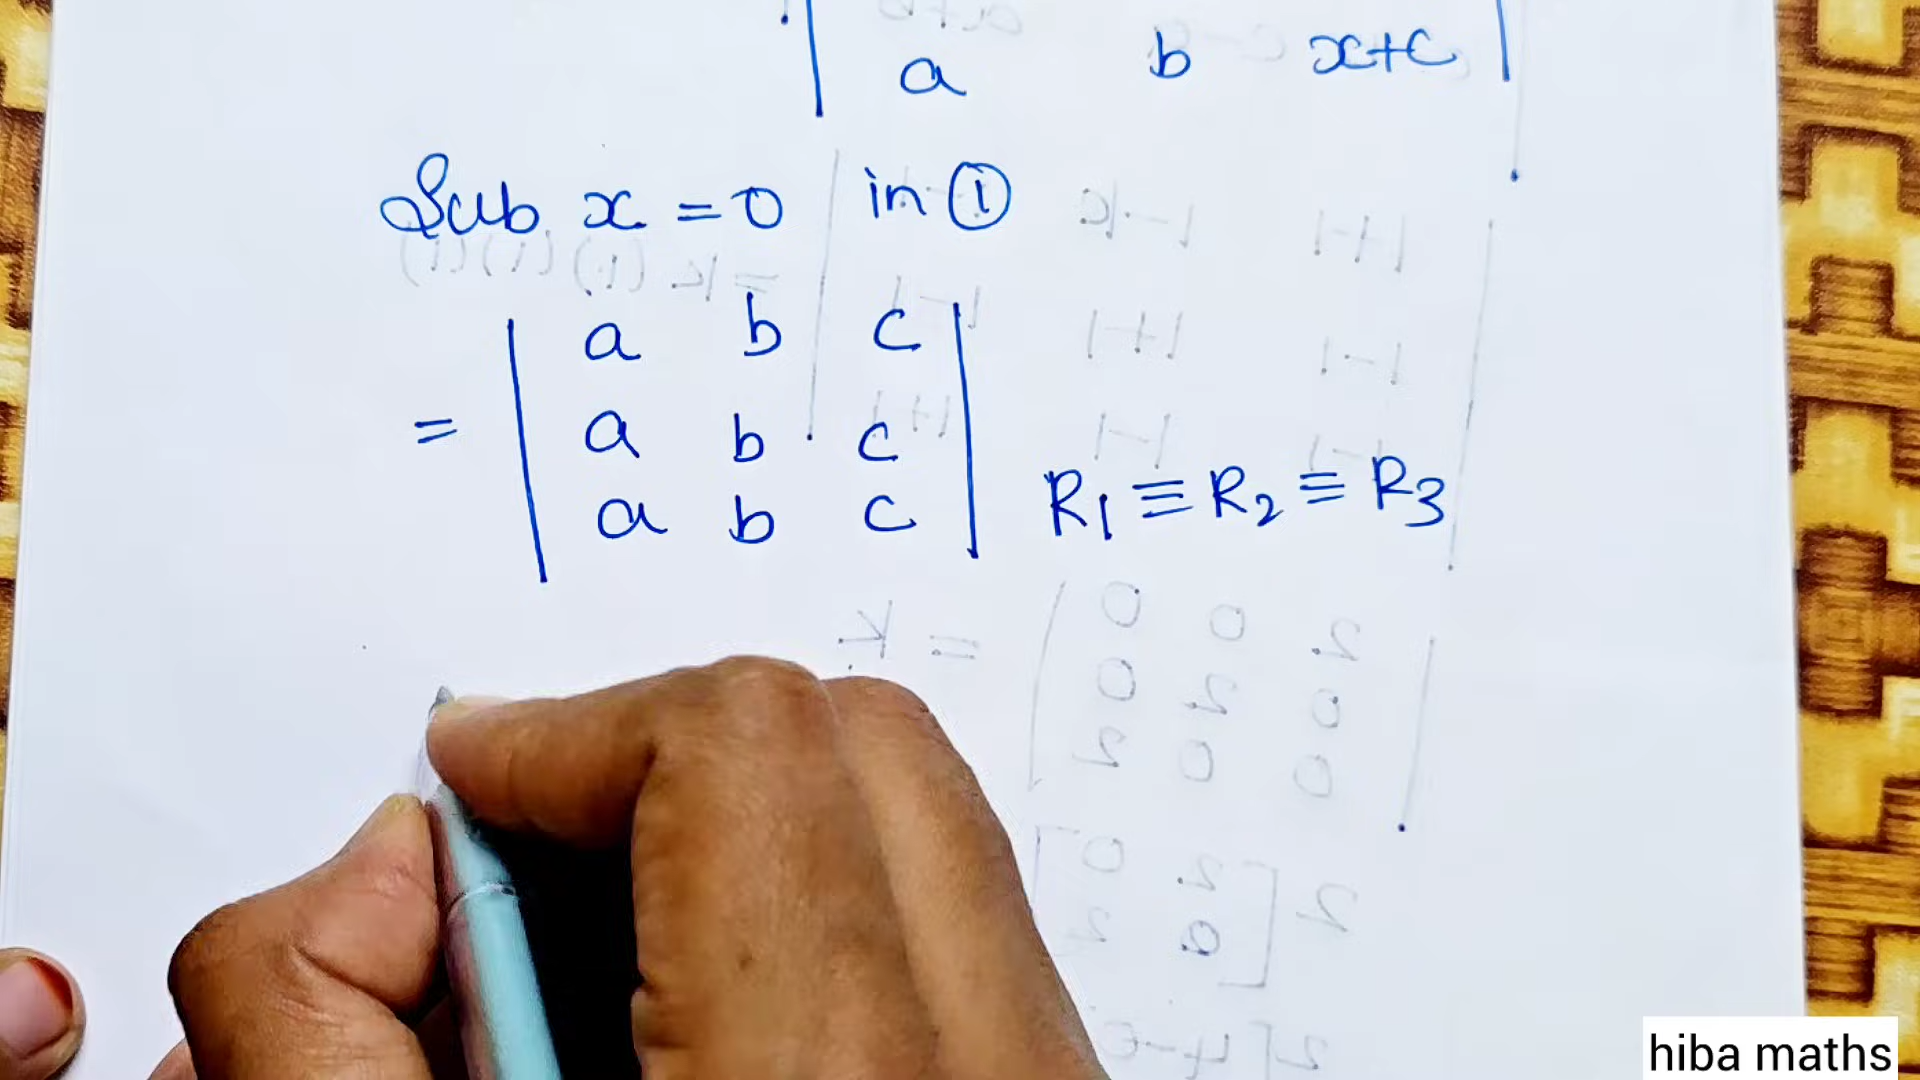 a b x+c
Sub x = 0 in ①
a b c
= a b c
a b c R1 ≡ R2 ≡ R3
hiba maths